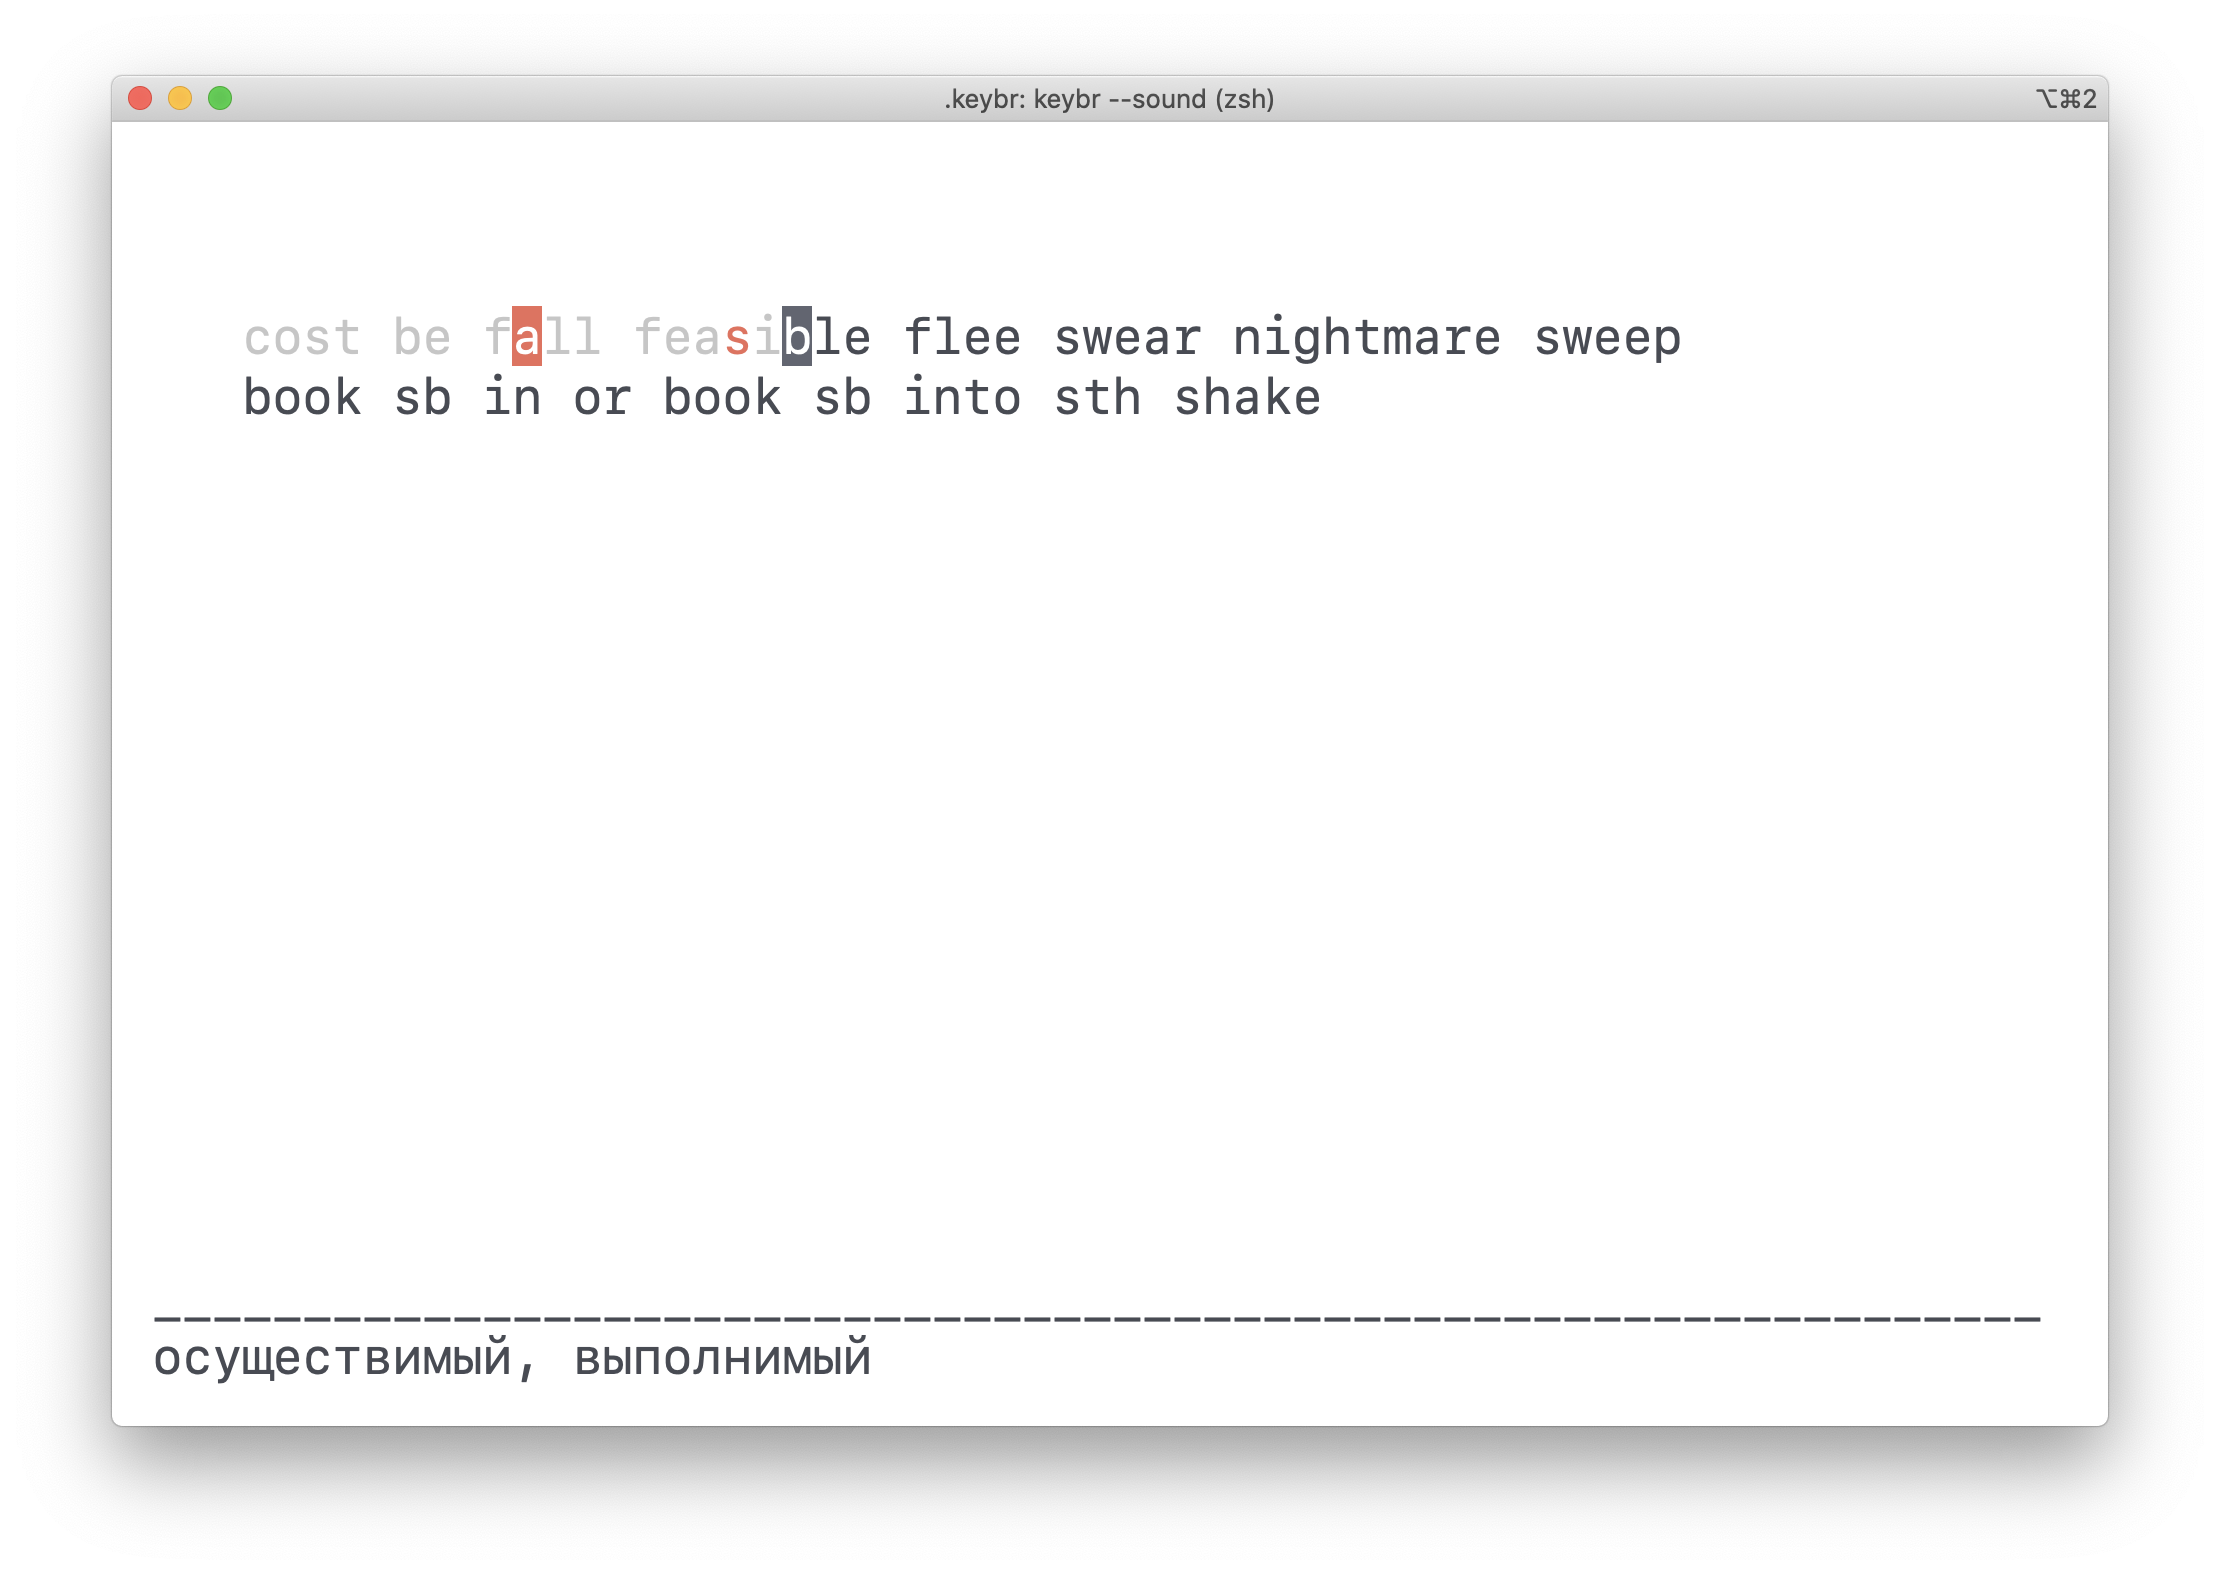 .keybr: keybr --sound (zsh)
⌥⌘2
cost be fall feasible flee swear nightmare sweep
book sb in or book sb into sth shake
_______________________________________________________________
осуществимый, выполнимый